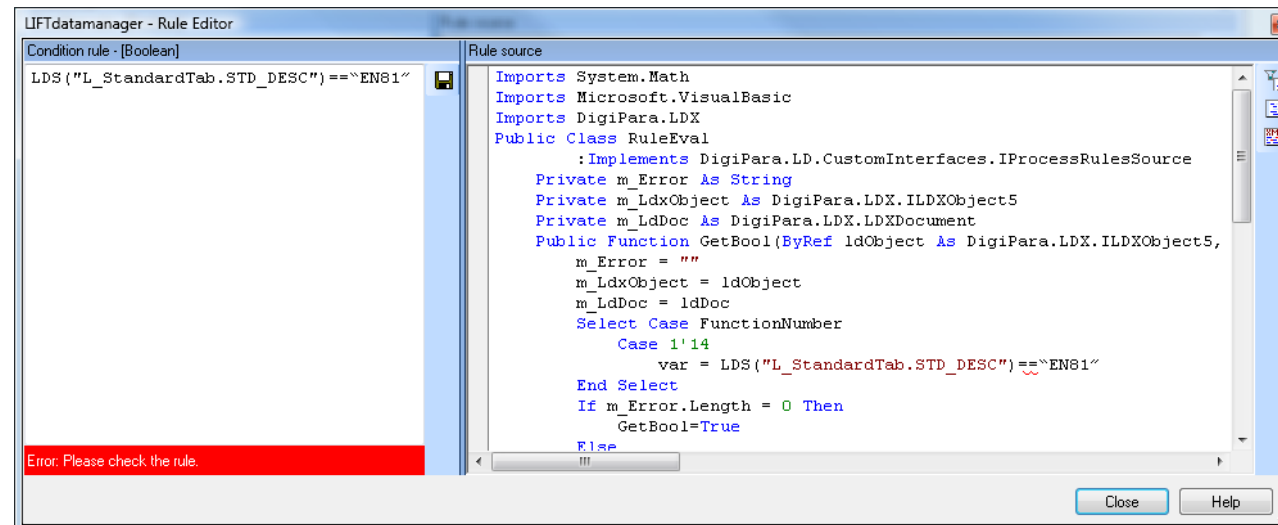 LIFTdatamanager - Rule Editor
Condition rule - [Boolean]
LDS("L_StandardTab.STD_DESC")==‶EN81″
Error: Please check the rule.
Rule source
Imports System.Math
Imports Microsoft.VisualBasic
Imports DigiPara.LDX
Public Class RuleEval
:Implements DigiPara.LD.CustomInterfaces.IProcessRulesSource
Private m_Error As String
Private m_LdxObject As DigiPara.LDX.ILDXObject5
Private m_LdDoc As DigiPara.LDX.LDXDocument
Public Function GetBool(ByRef ldObject As DigiPara.LDX.ILDXObject5,
m_Error = ""
m_LdxObject = ldObject
m_LdDoc = ldDoc
Select Case FunctionNumber
Case 1'14
var = LDS("L_StandardTab.STD_DESC")==‶EN81″
End Select
If m_Error.Length = 0 Then
GetBool=True
Else
Close
Help